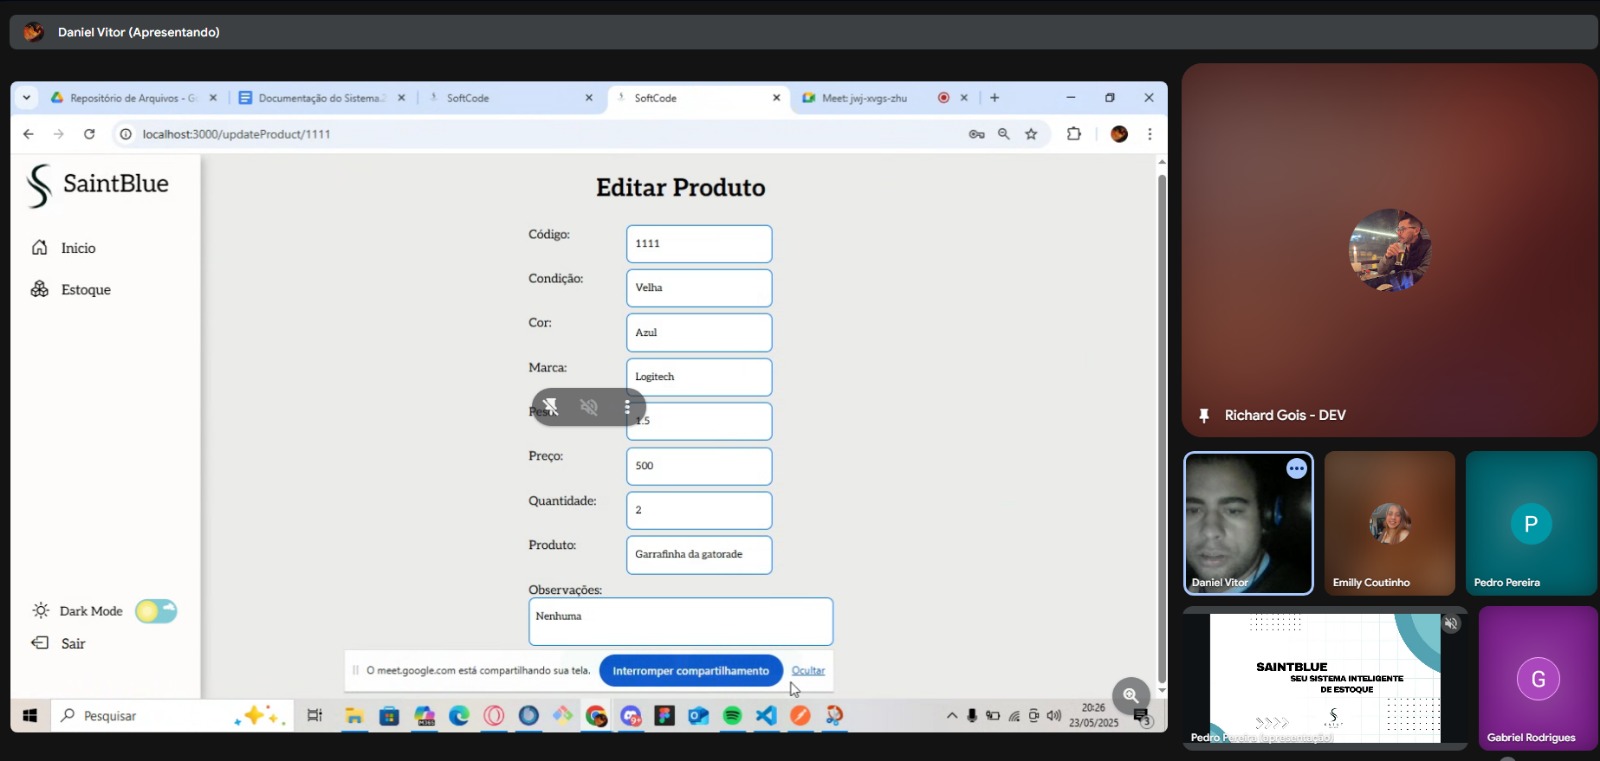 Daniel Vitor (Apresentando)
Repositório de Arquivos - G
Documentação do Sistema.
SoftCode
SoftCode
Meet: jwj-xvgs-zhu
localhost:3000/updateProduct/1111
SaintBlue
Inicio
Estoque
Dark Mode
Sair
Editar Produto
Código:
1111
Condição:
Velha
Cor:
Azul
Marca:
Logitech
1.5
Preço:
500
Quantidade:
2
Produto:
Garrafinha da gatorade
Observações:
Nenhuma
O meet.google.com está compartilhando sua tela.
Interromper compartilhamento
Ocultar
Pesquisar
20:26
23/05/2025
3
Richard Gois - DEV
Daniel Vitor
Emilly Coutinho
P
Pedro Pereira
SAINTBLUE
SEU SISTEMA INTELIGENTE
DE ESTOQUE
Pedro Pereira (apresentação)
G
Gabriel Rodrigues